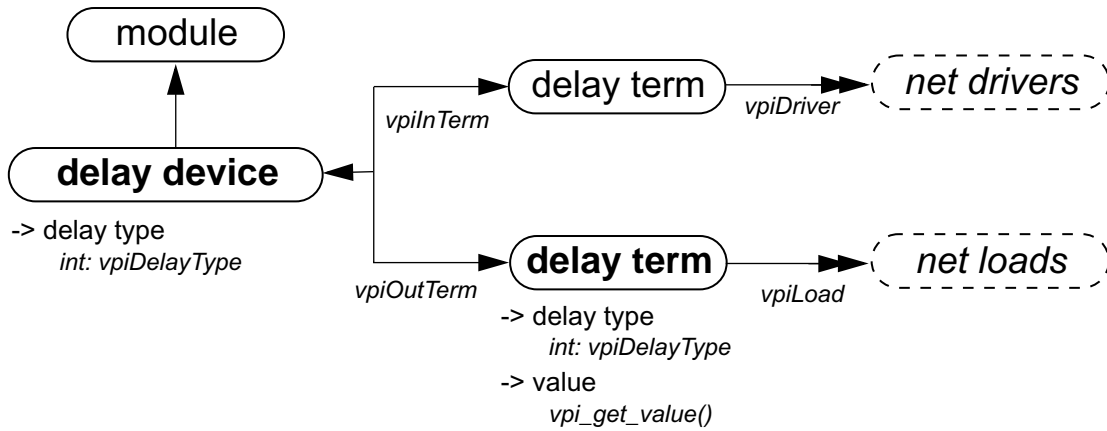 module
delay term
net drivers
vpiInTerm
vpiDriver
delay device
-> delay type
int: vpiDelayType
delay term
net loads
vpiOutTerm
vpiLoad
-> delay type
int: vpiDelayType
-> value
vpi_get_value()